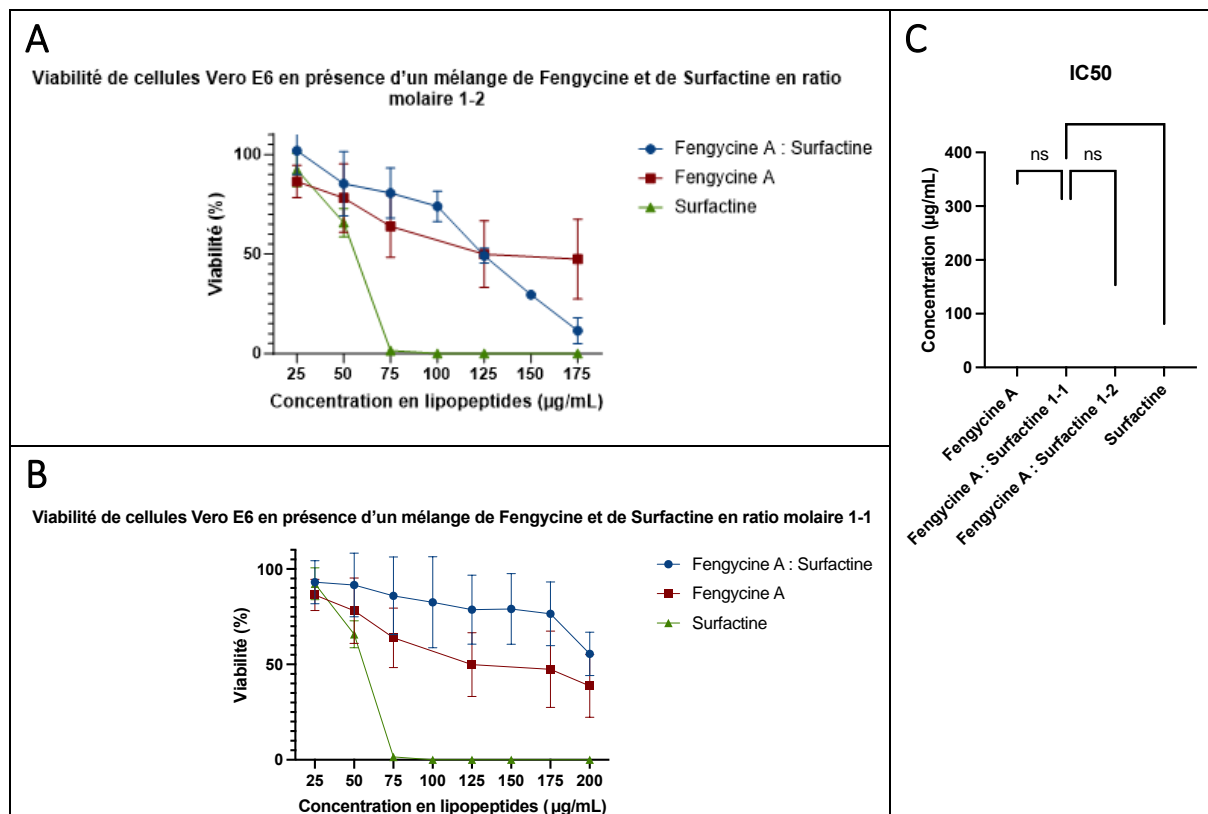 A
Viabilité de cellules Vero E6 en présence d'un mélange de Fengycine et de Surfactine en ratio
molaire 1-2
Viabilité (%)
100
50
0
25 50 75 100 125 150 175
Concentration en lipopeptides (µg/mL)
Fengycine A : Surfactine
Fengycine A
Surfactine
B
Viabilité de cellules Vero E6 en présence d'un mélange de Fengycine et de Surfactine en ratio molaire 1-1
Viabilité (%)
100
50
0
25 50 75 100 125 150 175 200
Concentration en lipopeptides (µg/mL)
Fengycine A : Surfactine
Fengycine A
Surfactine
C
IC50
Concentration (µg/mL)
400
300
200
100
0
ns ns
Fengycine A
Fengycine A : Surfactine 1-1
Fengycine A : Surfactine 1-2
Surfactine